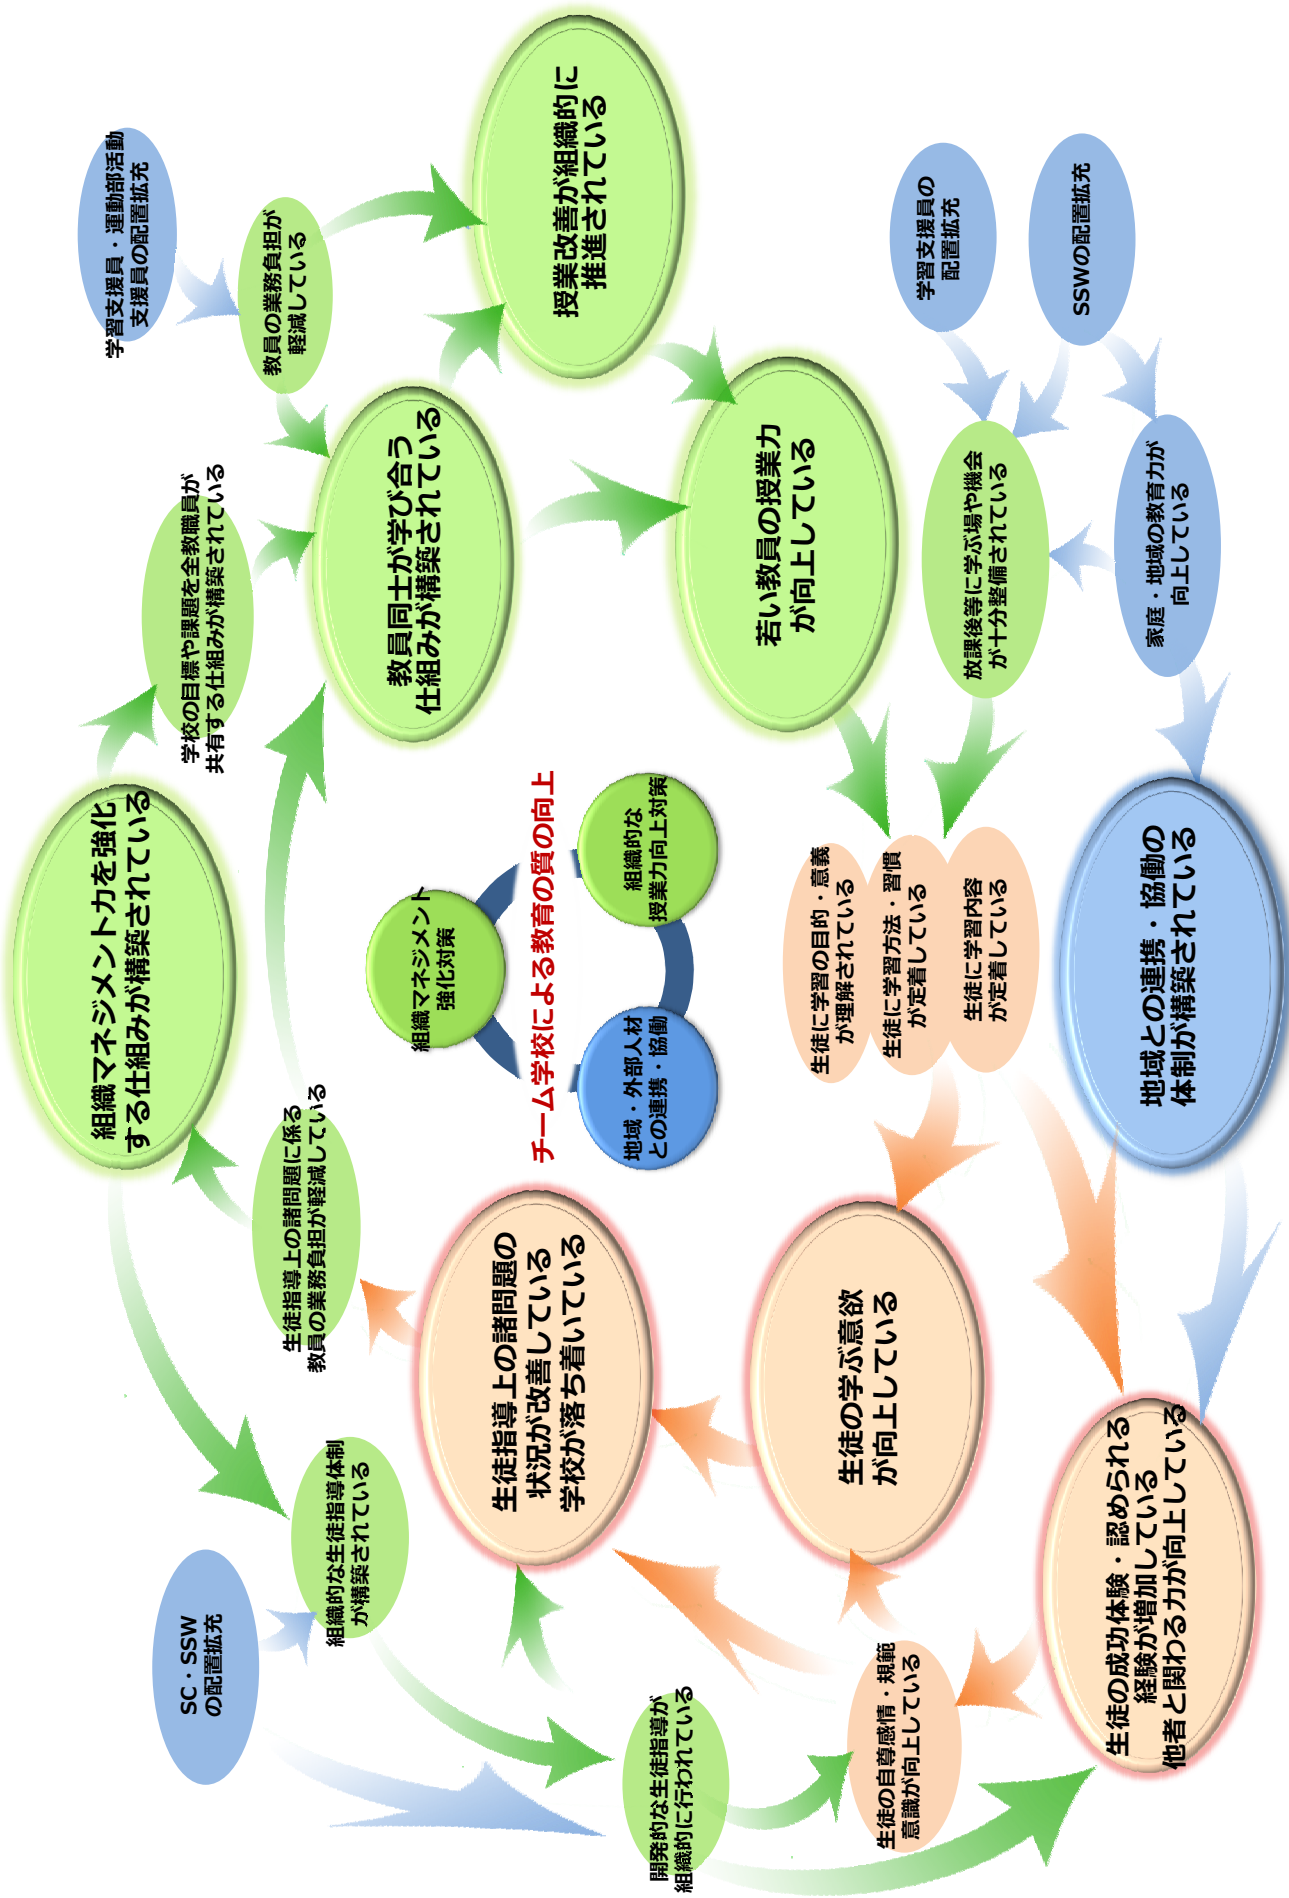 組織マネジメント力を強化
する仕組みが構築されている
学習支援員・運動部活動
支援員の配置拡充
SC・SSW
の配置拡充
学校の目標や課題を全教職員が
共有する仕組みが構築されている
教員の業務負担が
軽減している
生徒指導上の諸問題に係る
教員の業務負担が軽減している
組織的な生徒指導体制
が構築されている
教員同士が学び合う
仕組みが構築されている
組織マネジメント
強化対策
生徒指導上の諸問題の
状況が改善している
学校が落ち着いている
チーム学校による教育の質の向上
授業改善が組織的に
推進されている
地域・外部人材
との連携・協働
組織的な
授業力向上対策
開発的な生徒指導が
組織的に行われている
若い教員の授業力
が向上している
生徒の学ぶ意欲
が向上している
生徒に学習の目的・意義
が理解されている
生徒に学習方法・習慣
が定着している
生徒に学習内容
が定着している
生徒の自尊感情・規範
意識が向上している
学習支援員の
配置拡充
放課後等に学ぶ場や機会
が十分整備されている
SSWの配置拡充
生徒の成功体験・認められる
経験が増加している
他者と関わる力が向上している
地域との連携・協働の
体制が構築されている
家庭・地域の教育力が
向上している